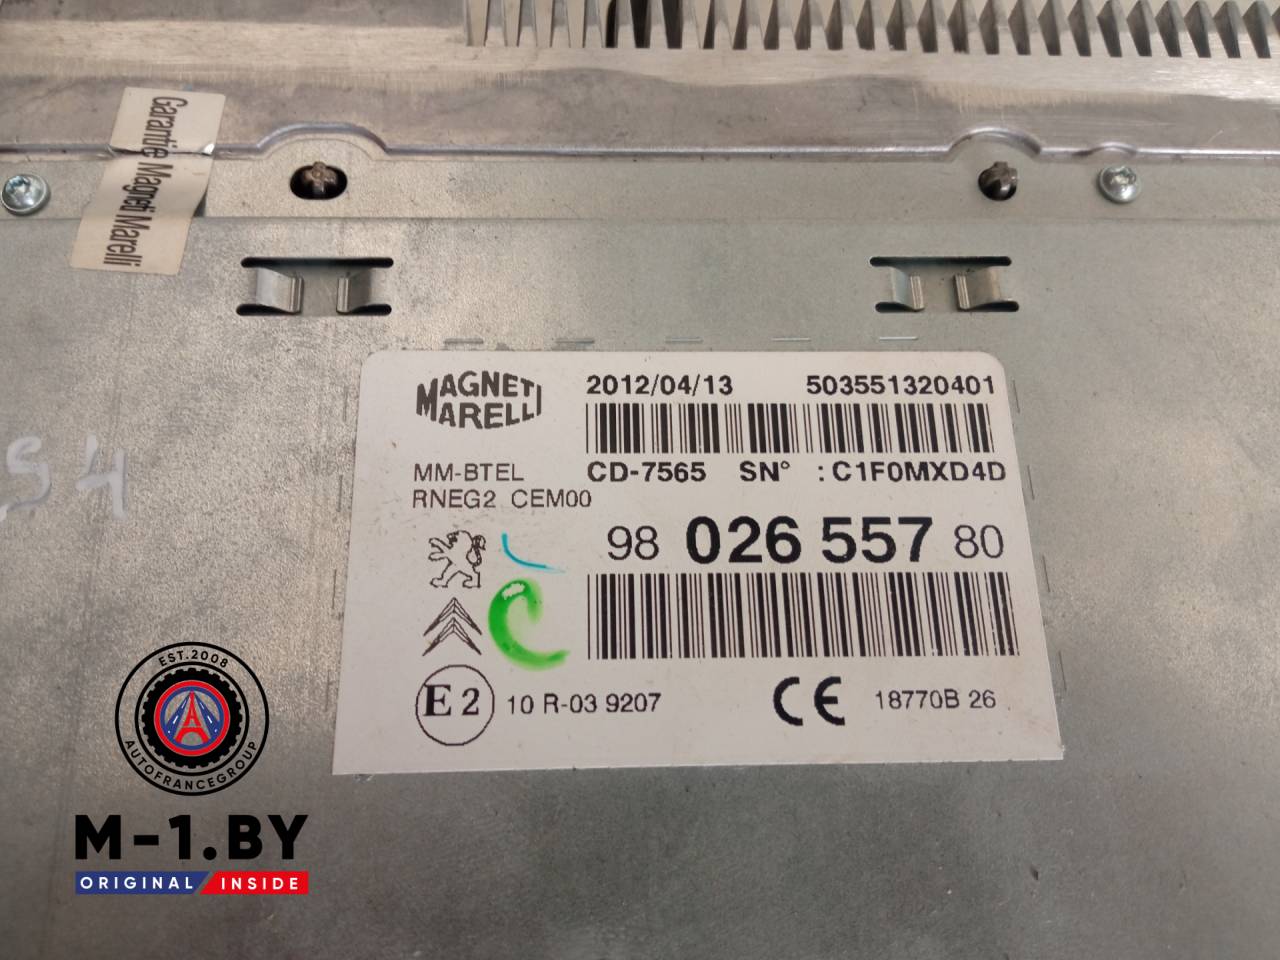 Garantie Magneti Marelli
S4
MAGNETI MARELLI
2012/04/13 503551320401
MM-BTEL CD-7565 SN° : C1F0MXD4D
RNEG2 CEM00
98 026 557 80
C
E2 10 R-03 9207 CE 18770B 26
EST.2008
AUTOFRANCEGROUP
M-1.BY
ORIGINAL INSIDE